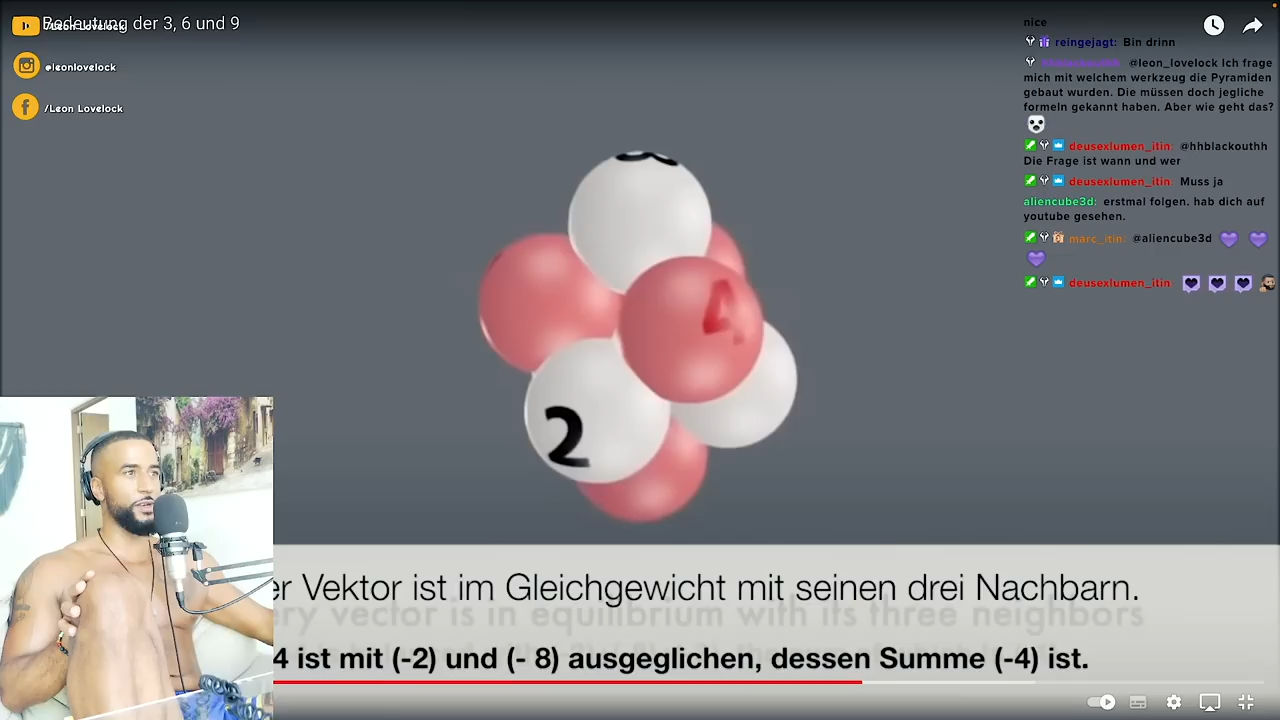 Bedeutung der 3, 6 und 9
/Leon Lovelock
@leonlovelock
/Leon Lovelock
nice
reingejagt: Bin drinn
@leon_lovelock Ich frage
mich mit welchem werkzeug die Pyramiden
gebaut wurden. Die müssen doch jegliche
formeln gekannt haben. Aber wie geht das?
deusexlumen_itin: @hhblackouthh
Die Frage ist wann und wer
deusexlumen_itin: Muss ja
aliencube3d: erstmal folgen. hab dich auf
youtube gesehen.
marc_itin: @aliencube3d
deusexlumen_itin:
4
2
er Vektor ist im Gleichgewicht mit seinen drei Nachbarn.
ery vector is in equilibrium with its three neighbors
4 ist mit (-2) und (- 8) ausgeglichen, dessen Summe (-4) ist.